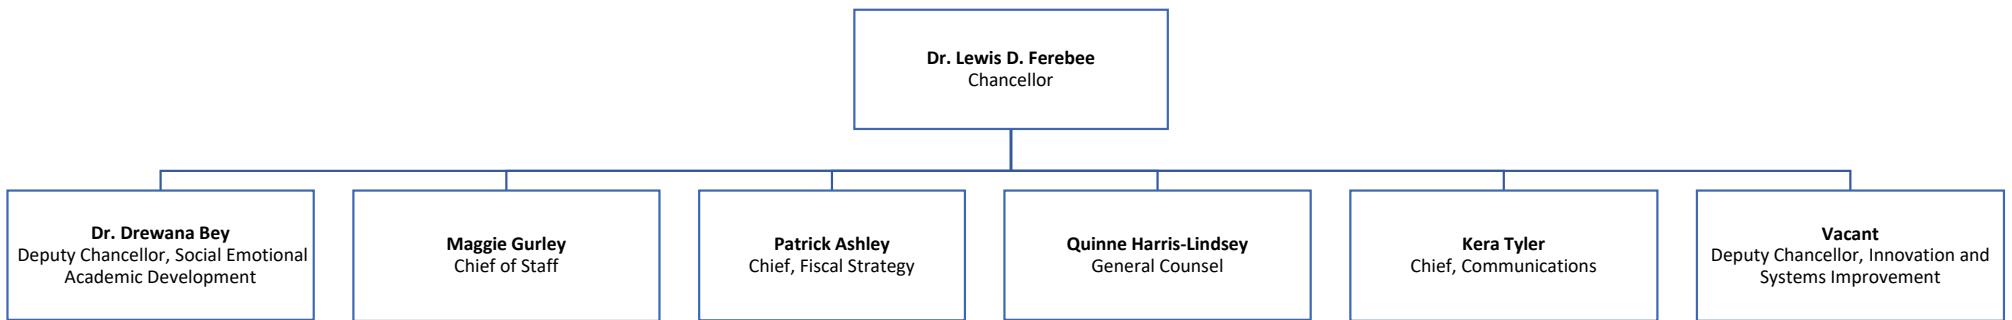 Dr. Lewis D. Ferebee
Chancellor
Dr. Drewana Bey
Deputy Chancellor, Social Emotional
Academic Development
Maggie Gurley
Chief of Staff
Patrick Ashley
Chief, Fiscal Strategy
Quinne Harris-Lindsey
General Counsel
Kera Tyler
Chief, Communications
Vacant
Deputy Chancellor, Innovation and
Systems Improvement